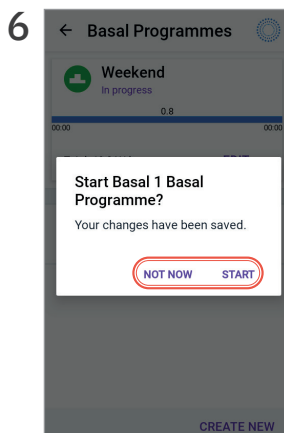 6
Basal Programmes
Weekend
In progress
0.8
00:00 00:00
Start Basal 1 Basal
Programme?
Your changes have been saved.
NOT NOW START
CREATE NEW